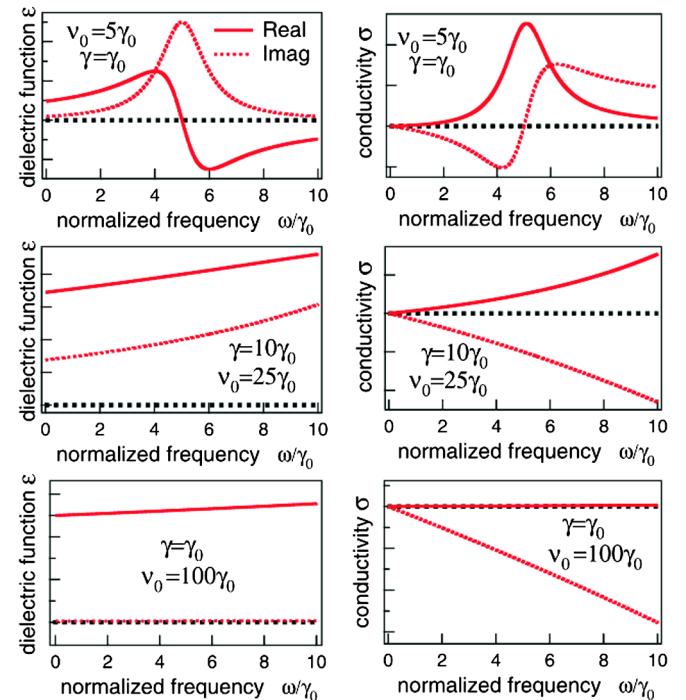 dielectric function ε
ν₀=5γ₀
γ=γ₀
Real
Imag
0 2 4 6 8 10
normalized frequency ω/γ₀
conductivity σ
ν₀=5γ₀
γ=γ₀
0 2 4 6 8 10
normalized frequency ω/γ₀
dielectric function ε
γ=10γ₀
ν₀=25γ₀
0 2 4 6 8 10
normalized frequency ω/γ₀
conductivity σ
γ=10γ₀
ν₀=25γ₀
0 2 4 6 8 10
normalized frequency ω/γ₀
dielectric function ε
γ=γ₀
ν₀=100γ₀
0 2 4 6 8 10
normalized frequency ω/γ₀
conductivity σ
γ=γ₀
ν₀=100γ₀
0 2 4 6 8 10
normalized frequency ω/γ₀